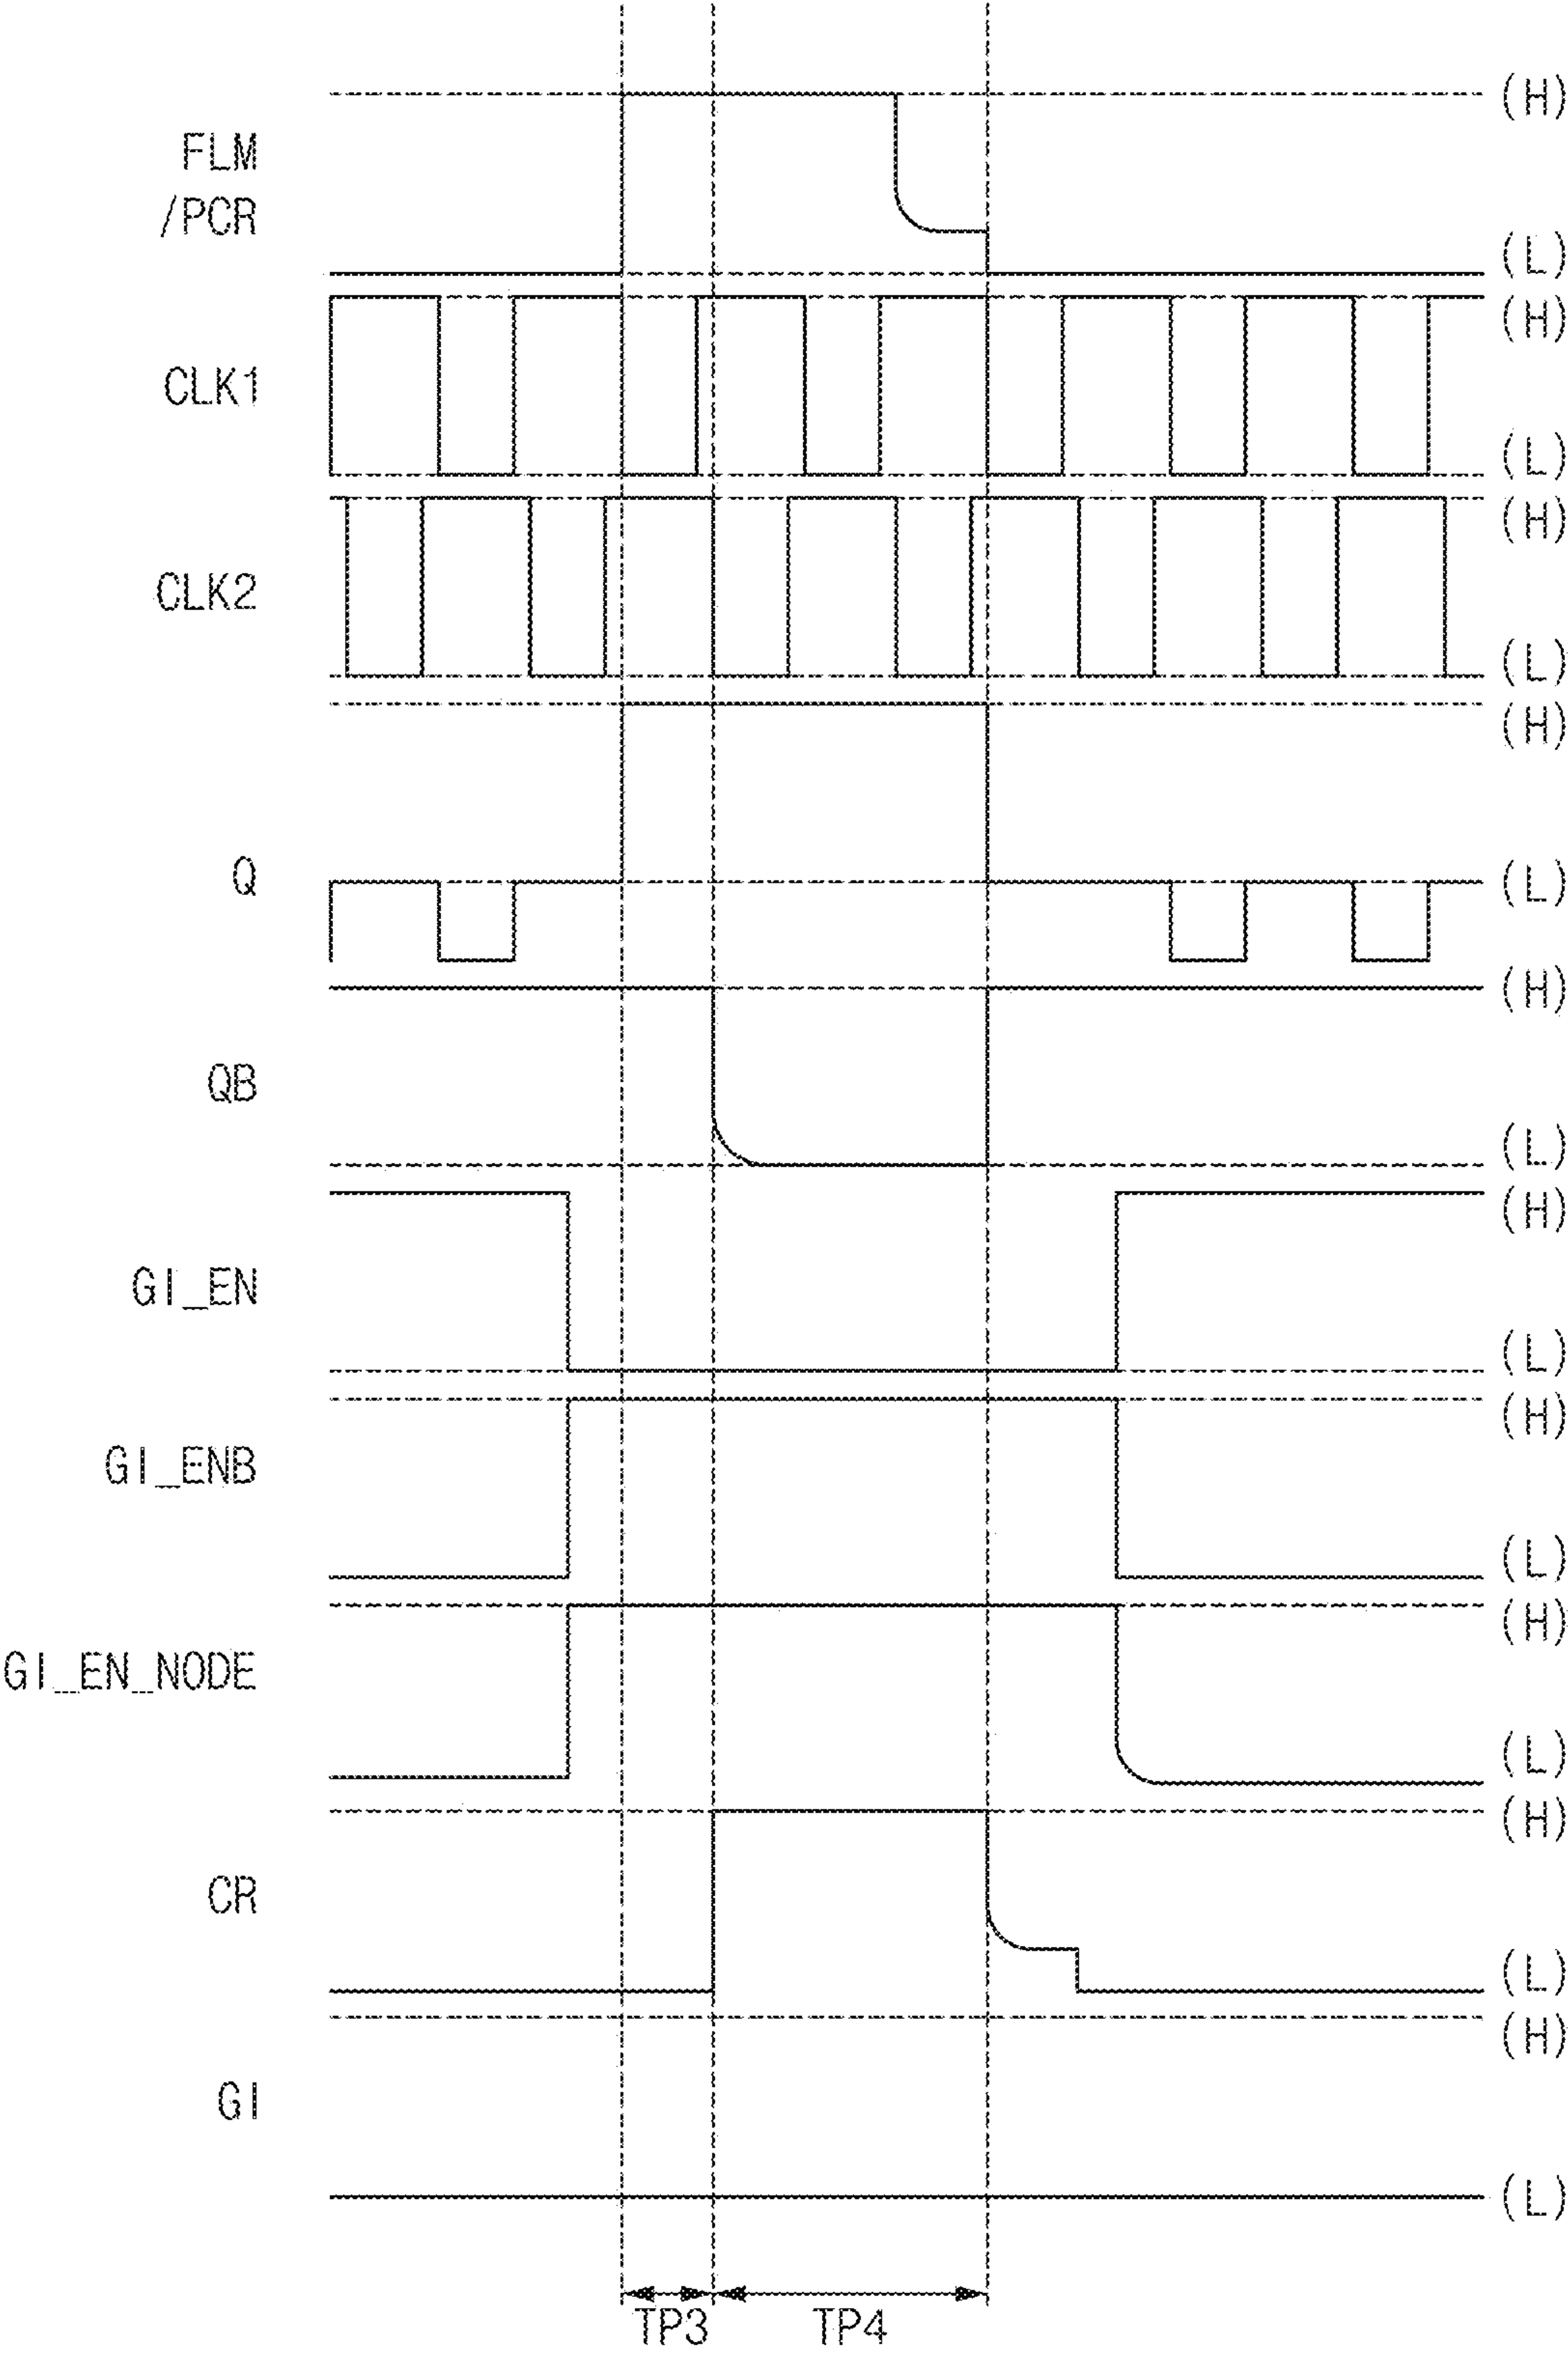 (H)
FLM
/PCR
(L)
(H)
CLK1
(L)
(H)
CLK2
(L)
(H)
Q
(L)
(H)
QB
(L)
(H)
GI_EN
(L)
(H)
GI_ENB
(L)
(H)
GI_EN_NODE
(L)
(H)
CR
(L)
(H)
GI
(L)
TP3 TP4